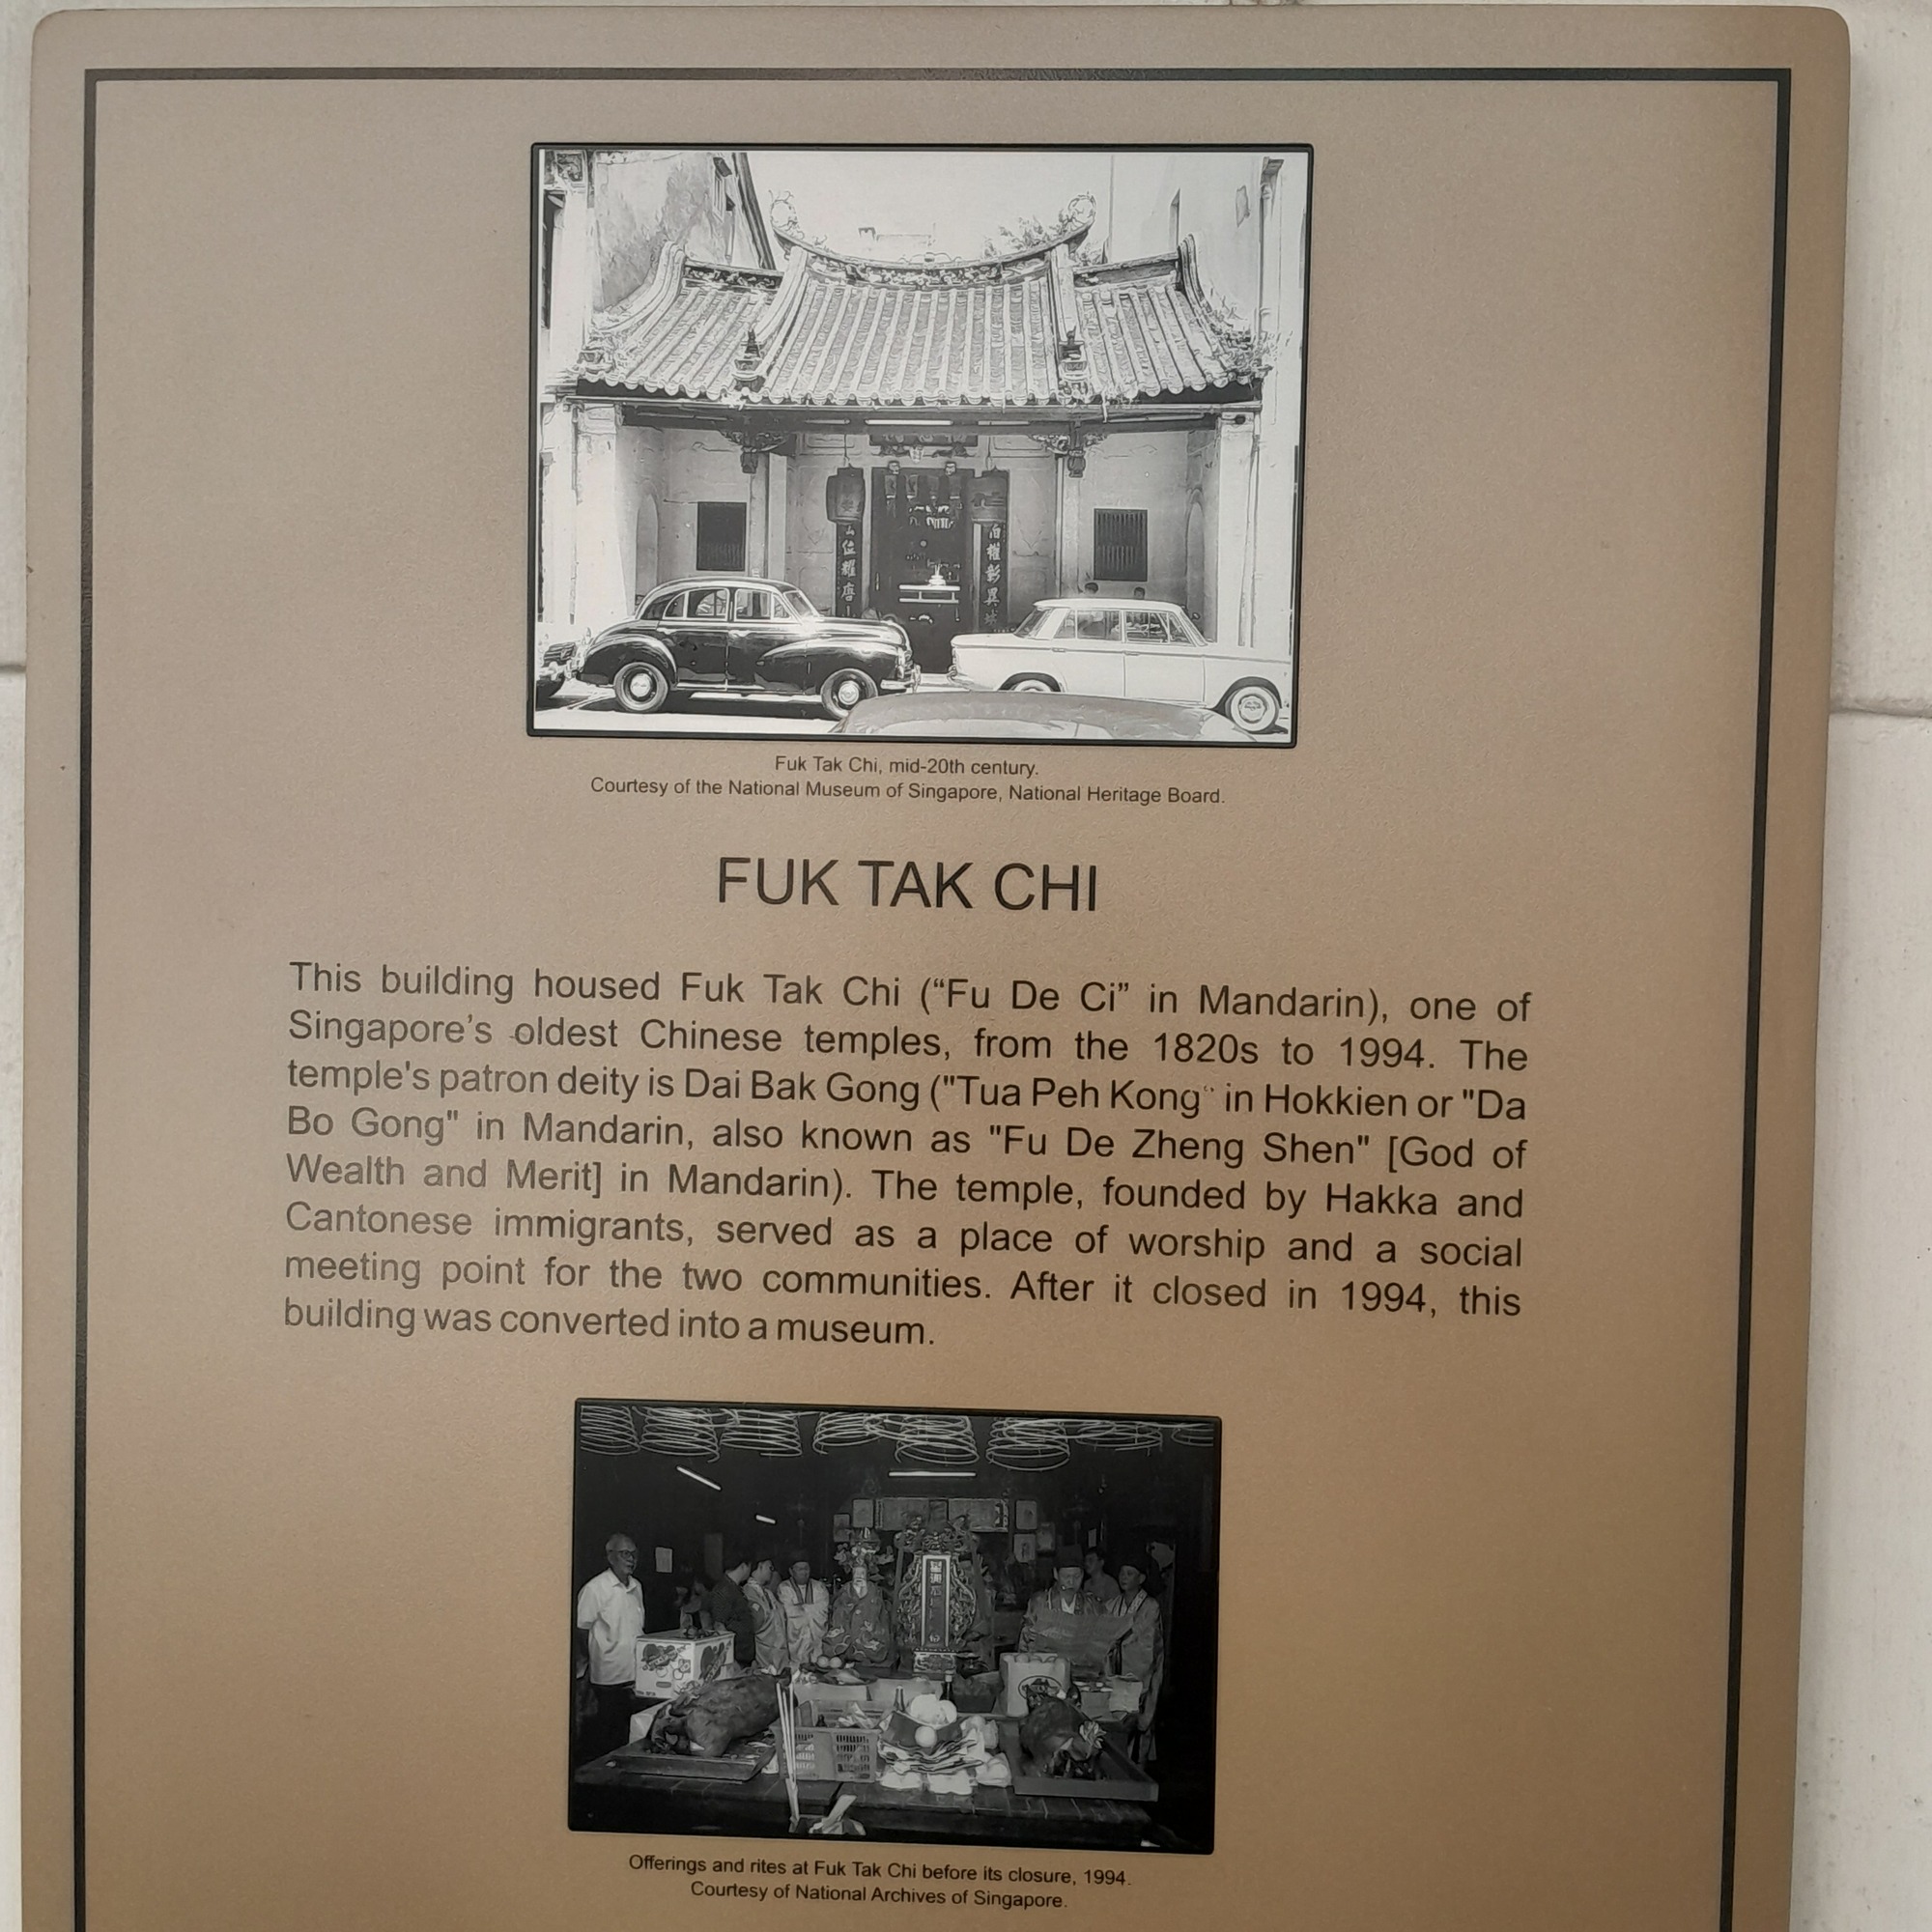 伯權彰異域
Fuk Tak Chi, mid-20th century.
Courtesy of the National Museum of Singapore, National Heritage Board.
FUK TAK CHI
This building housed Fuk Tak Chi (“Fu De Ci” in Mandarin), one of
Singapore’s oldest Chinese temples, from the 1820s to 1994. The
temple's patron deity is Dai Bak Gong ("Tua Peh Kong" in Hokkien or "Da
Bo Gong" in Mandarin, also known as "Fu De Zheng Shen" [God of
Wealth and Merit] in Mandarin). The temple, founded by Hakka and
Cantonese immigrants, served as a place of worship and a social
meeting point for the two communities. After it closed in 1994, this
building was converted into a museum.
Offerings and rites at Fuk Tak Chi before its closure, 1994.
Courtesy of National Archives of Singapore.